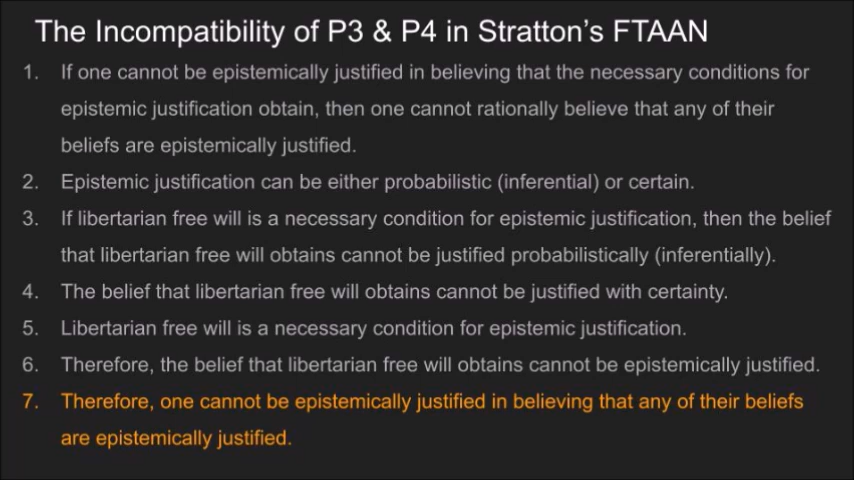 The Incompatibility of P3 & P4 in Stratton's FTAAN
1. If one cannot be epistemically justified in believing that the necessary conditions for
epistemic justification obtain, then one cannot rationally believe that any of their
beliefs are epistemically justified.
2. Epistemic justification can be either probabilistic (inferential) or certain.
3. If libertarian free will is a necessary condition for epistemic justification, then the belief
that libertarian free will obtains cannot be justified probabilistically (inferentially).
4. The belief that libertarian free will obtains cannot be justified with certainty.
5. Libertarian free will is a necessary condition for epistemic justification.
6. Therefore, the belief that libertarian free will obtains cannot be epistemically justified.
7. Therefore, one cannot be epistemically justified in believing that any of their beliefs
are epistemically justified.